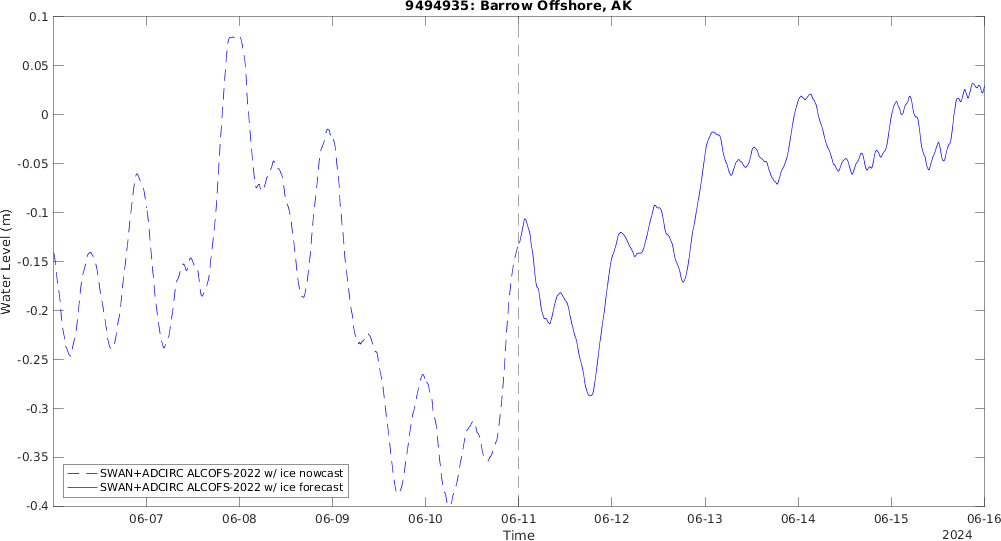 9494935: Barrow Offshore, AK
0.1
0.05
0
-0.05
-0.1
-0.15
-0.2
-0.25
-0.3
-0.35
-0.4
Water Level (m)
SWAN+ADCIRC ALCOFS-2022 w/ ice nowcast
SWAN+ADCIRC ALCOFS-2022 w/ ice forecast
06-07 06-08 06-09 06-10 06-11 06-12 06-13 06-14 06-15 06-16
Time
2024